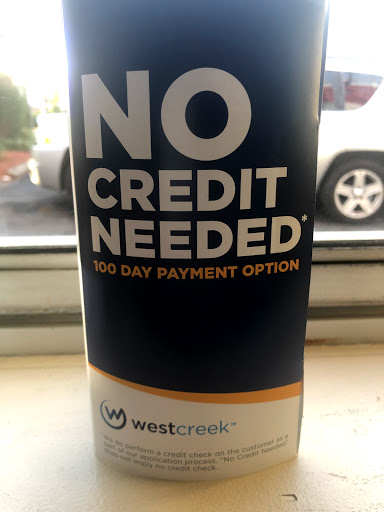 NO
CREDIT
NEEDED*
100 DAY PAYMENT OPTION
westcreek™
*We do perform a credit check on the customer as a
part of our application process. "No Credit Needed"
does not imply no credit check.